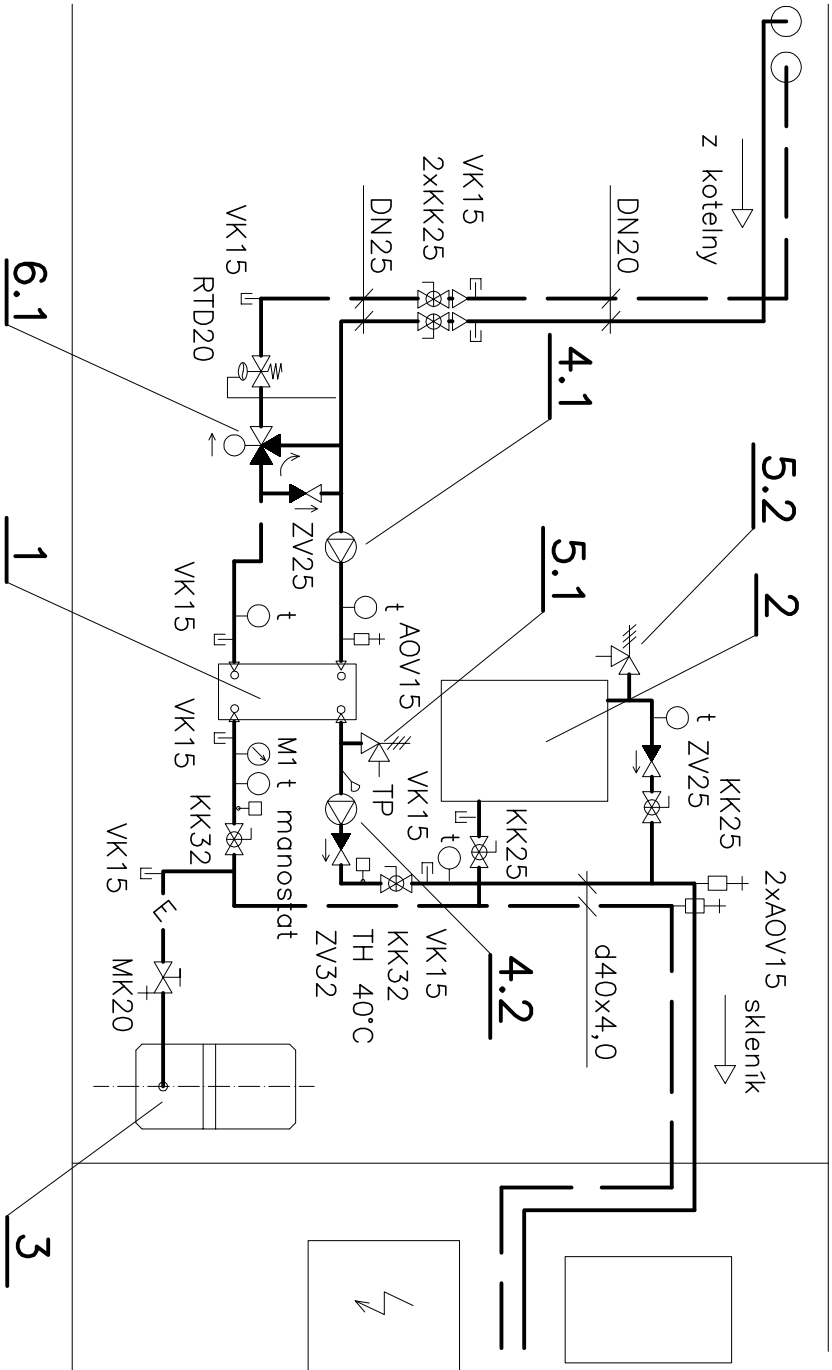 z kotelny
VK15
2xKK25
DN20
DN25
VK15
RTD20
6.1
4.1
5.2
2
5.1
1
ZV25
t
AOV15
t
VK15
VK15
M1
t
manostat
KK32
VK15
E
MK20
3
TP
VK15
t
KK25
t
ZV25
KK25
2xAOV15
sklenik
d40x4,0
4.2
VK15
KK32
TH 40°C
ZV32